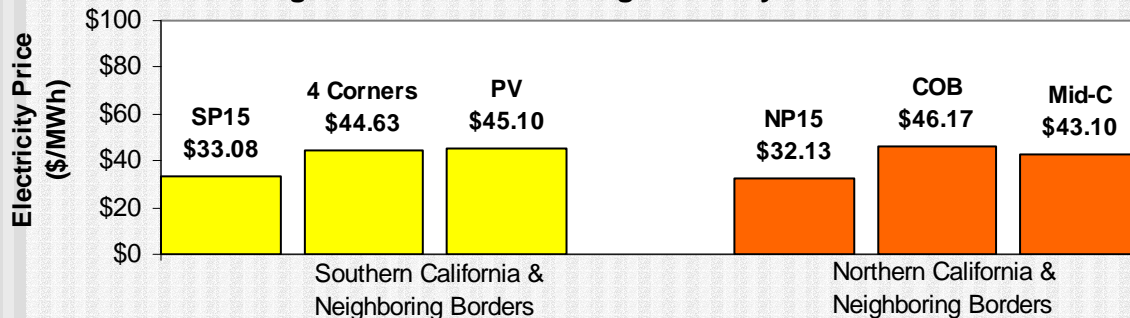 $100
$80
$60
$40
$20
$0
Electricity Price
($/MWh)
SP15
$33.08
4 Corners
$44.63
PV
$45.10
NP15
$32.13
COB
$46.17
Mid-C
$43.10
Southern California &
Neighboring Borders
Northern California &
Neighboring Borders